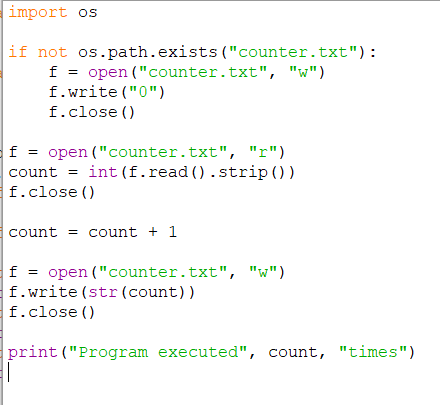 import os
if not os.path.exists("counter.txt"):
    f = open("counter.txt", "w")
    f.write("0")
    f.close()
f = open("counter.txt", "r")
count = int(f.read().strip())
f.close()
count = count + 1
f = open("counter.txt", "w")
f.write(str(count))
f.close()
print("Program executed", count, "times")